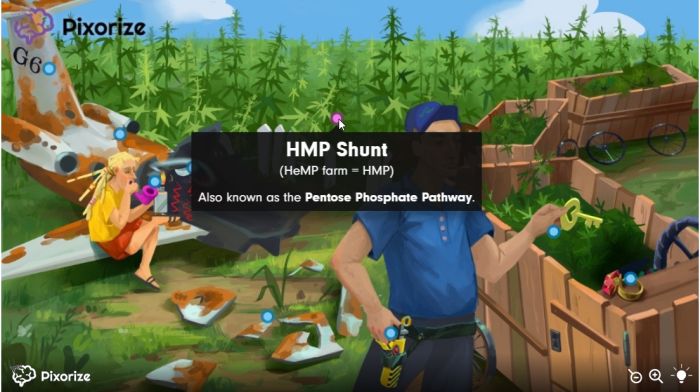 Pixorize
G6
HMP Shunt
(HeMP farm = HMP)
Also known as the Pentose Phosphate Pathway.
Pixorize